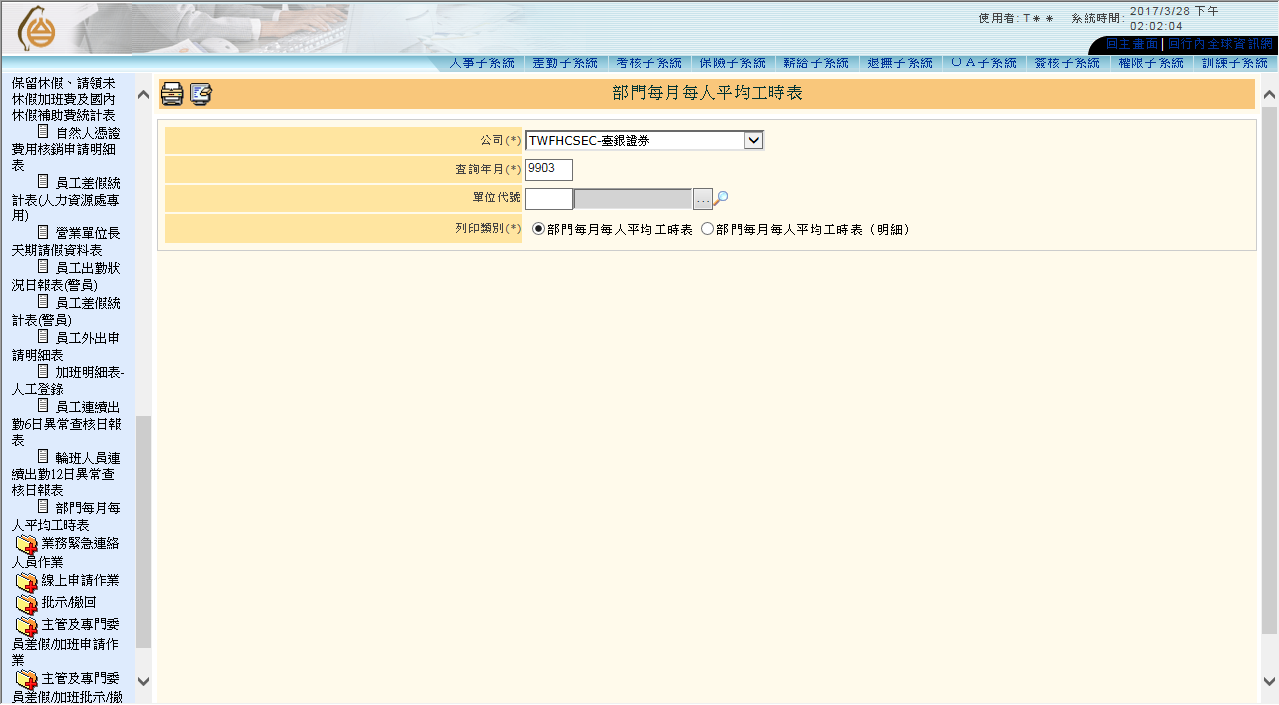 使用者: T＊＊ 系統時間: 2017/3/28 下午 02:02:04
回主畫面 | 回行內全球資訊網
人事子系統 差勤子系統 考核子系統 保險子系統 薪給子系統 退撫子系統 ＯＡ子系統 簽核子系統 權限子系統 訓練子系統
保留休假、請領未
休假加班費及國內
休假補助費統計表
自然人憑證
費用核銷申請明細
表
員工差假統
計表(人力資源處專
用)
營業單位長
天期請假資料表
員工出勤狀
況日報表(警員)
員工差假統
計表(警員)
員工外出申
請明細表
加班明細表-
人工登錄
員工連續出
勤6日異常查核日報
表
輪班人員連
續出勤12日異常查
核日報表
部門每月每
人平均工時表
業務緊急連絡
人員作業
線上申請作業
批示/撤回
主管及專門委
員差假/加班申請作
業
主管及專門委
員差假/加班批示/撤
部門每月每人平均工時表
公司(*) TWFHCSEC-臺銀證券
查詢年月(*) 9903
單位代號 ...
列印類別(*) 部門每月每人平均工時表 部門每月每人平均工時表（明細）